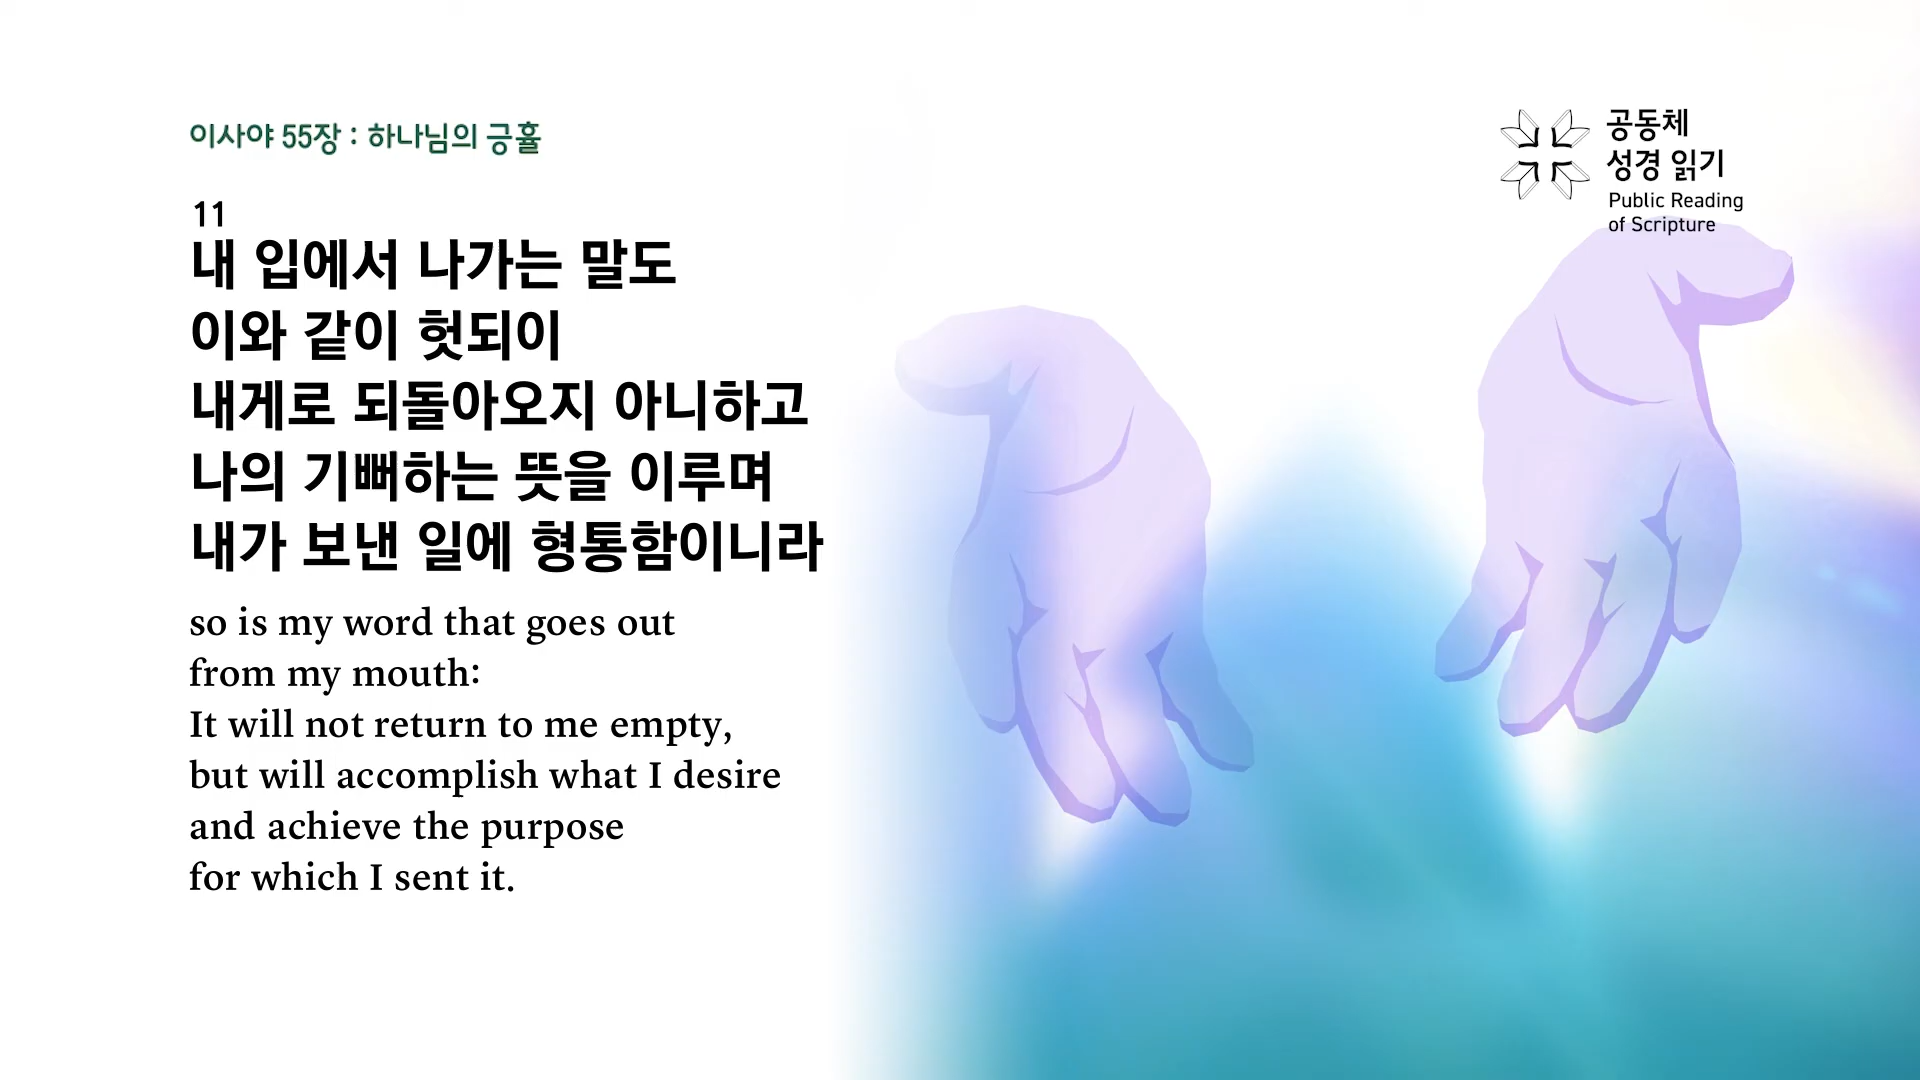 이사야 55장 : 하나님의 긍휼
공동체
성경 읽기
Public Reading
of Scripture
11
내 입에서 나가는 말도
이와 같이 헛되이
내게로 되돌아오지 아니하고
나의 기뻐하는 뜻을 이루며
내가 보낸 일에 형통함이니라
so is my word that goes out
from my mouth:
It will not return to me empty,
but will accomplish what I desire
and achieve the purpose
for which I sent it.